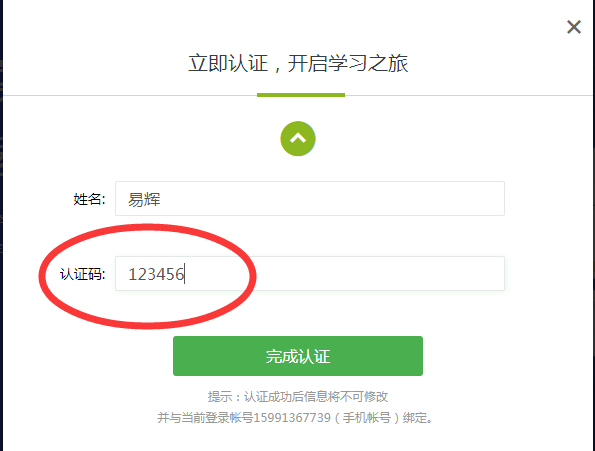 立即认证，开启学习之旅
姓名: 易辉
认证码: 123456
完成认证
提示：认证成功后信息将不可修改
并与当前登录帐号15991367739（手机帐号）绑定。